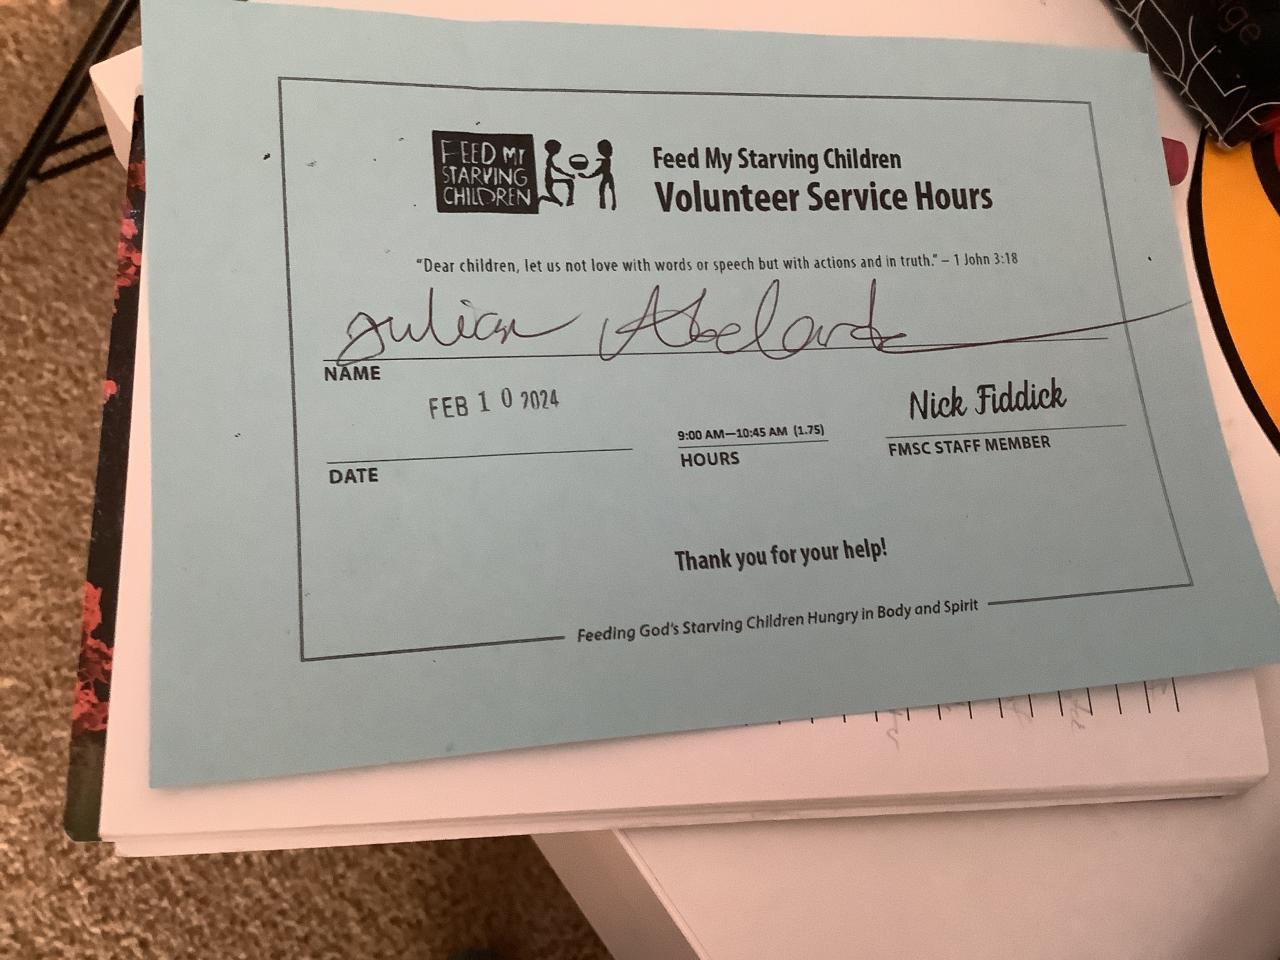 FEED MY
STARVING
CHILDREN
Feed My Starving Children
Volunteer Service Hours
“Dear children, let us not love with words or speech but with actions and in truth.” – 1 John 3:18
Julian Abelard
NAME
FEB 10 2024
DATE
9:00 AM—10:45 AM (1.75)
HOURS
Nick Fiddick
FMSC STAFF MEMBER
Thank you for your help!
Feeding God's Starving Children Hungry in Body and Spirit